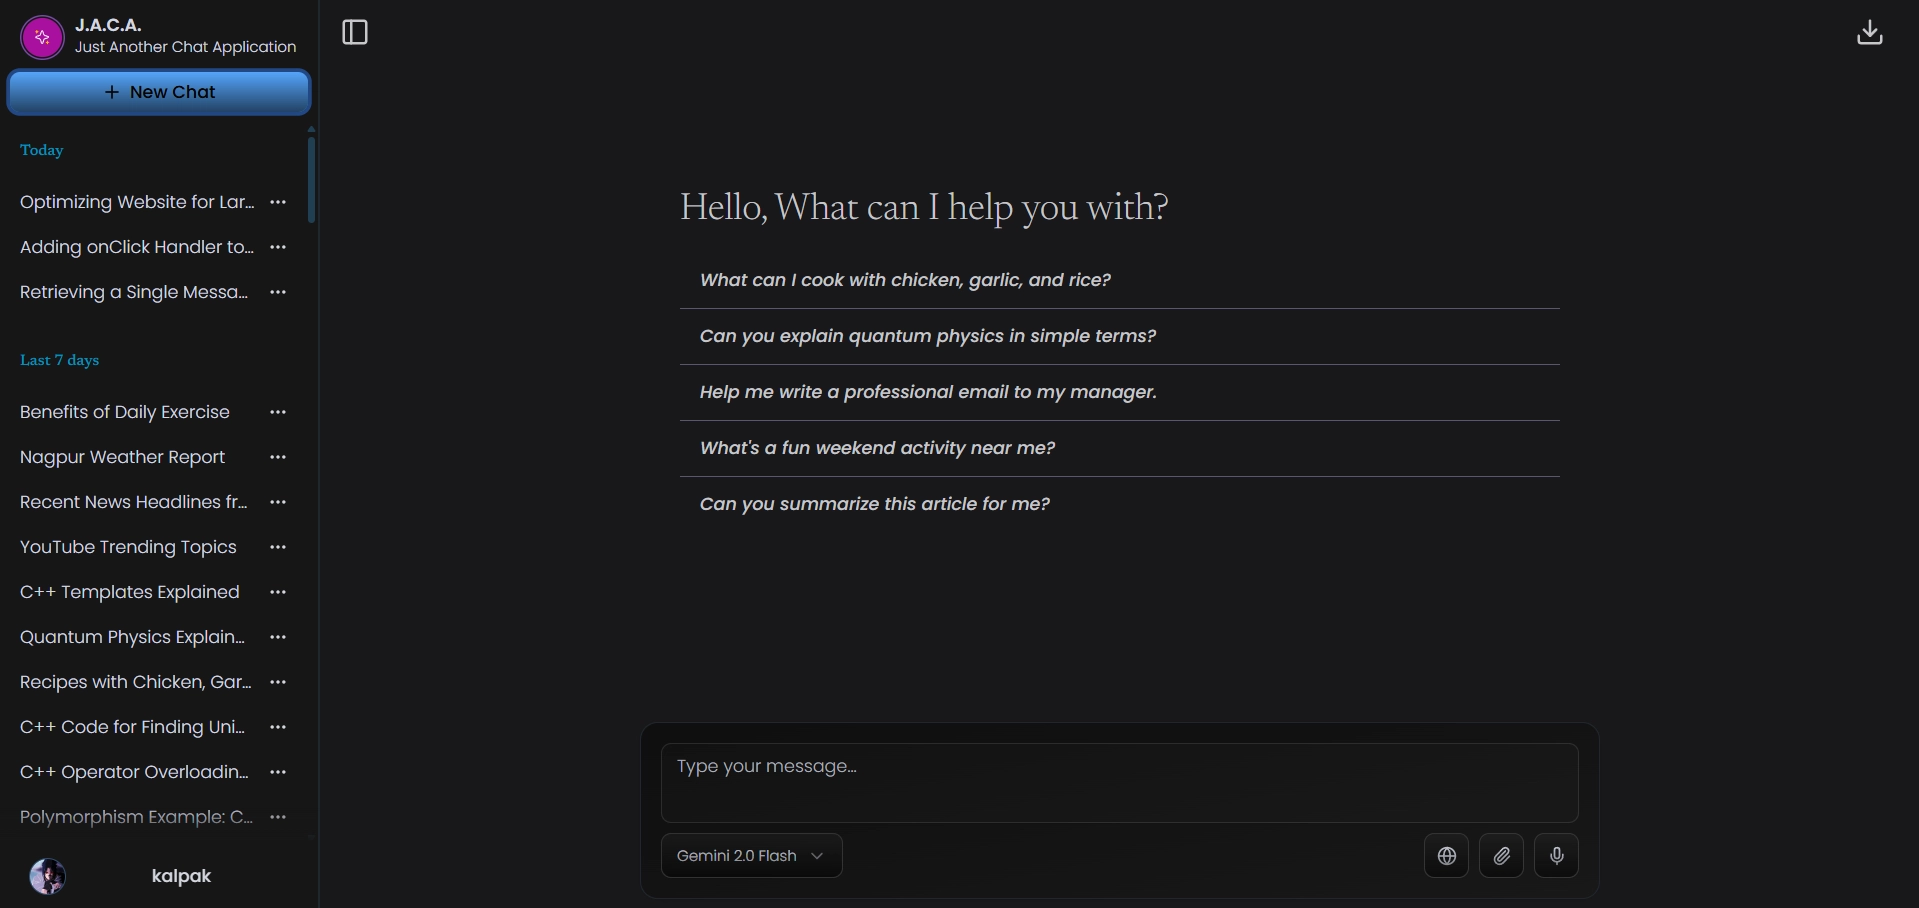 J.A.C.A.
Just Another Chat Application
+ New Chat
Today
Optimizing Website for Lar...
Adding onClick Handler to...
Retrieving a Single Messa...
Last 7 days
Benefits of Daily Exercise
Nagpur Weather Report
Recent News Headlines fr...
YouTube Trending Topics
C++ Templates Explained
Quantum Physics Explain...
Recipes with Chicken, Gar...
C++ Code for Finding Uni...
C++ Operator Overloadin...
Polymorphism Example: C...
kalpak
Hello, What can I help you with?
What can I cook with chicken, garlic, and rice?
Can you explain quantum physics in simple terms?
Help me write a professional email to my manager.
What's a fun weekend activity near me?
Can you summarize this article for me?
Type your message...
Gemini 2.0 Flash